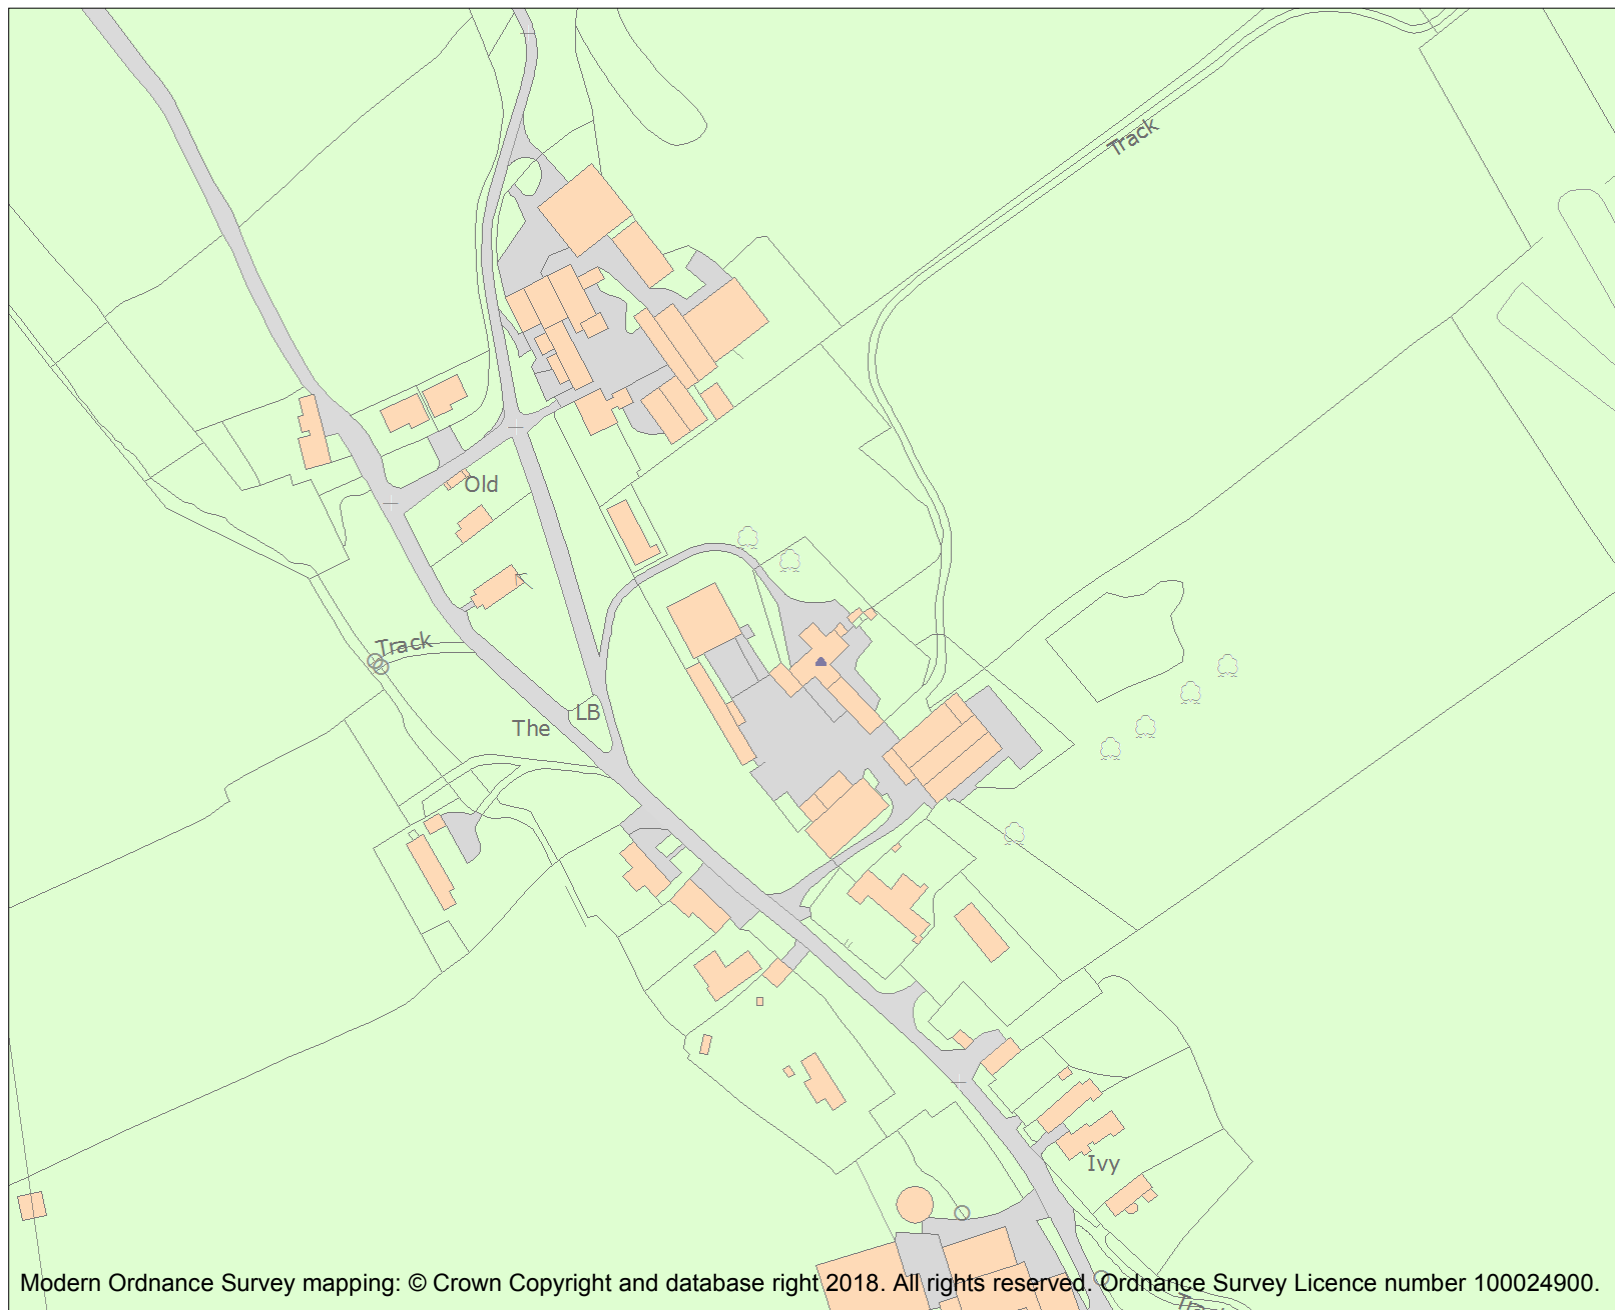 Track
Old
Track
LB
The
Ivy
Modern Ordnance Survey mapping: © Crown Copyright and database right 2018. All rights reserved. Ordnance Survey Licence number 100024900.